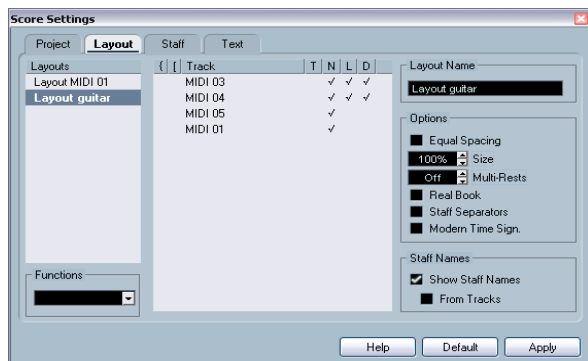 Score Settings
Project Layout Staff Text
Layouts
Layout MIDI 01
Layout guitar
Functions
{ [ Track T N L D
MIDI 03 √ √ √
MIDI 04 √ √ √
MIDI 05 √
MIDI 01 √
Layout Name
Layout guitar
Options
Equal Spacing
100% Size
Off Multi-Rests
Real Book
Staff Separators
Modern Time Sign.
Staff Names
Show Staff Names
From Tracks
Help Default Apply